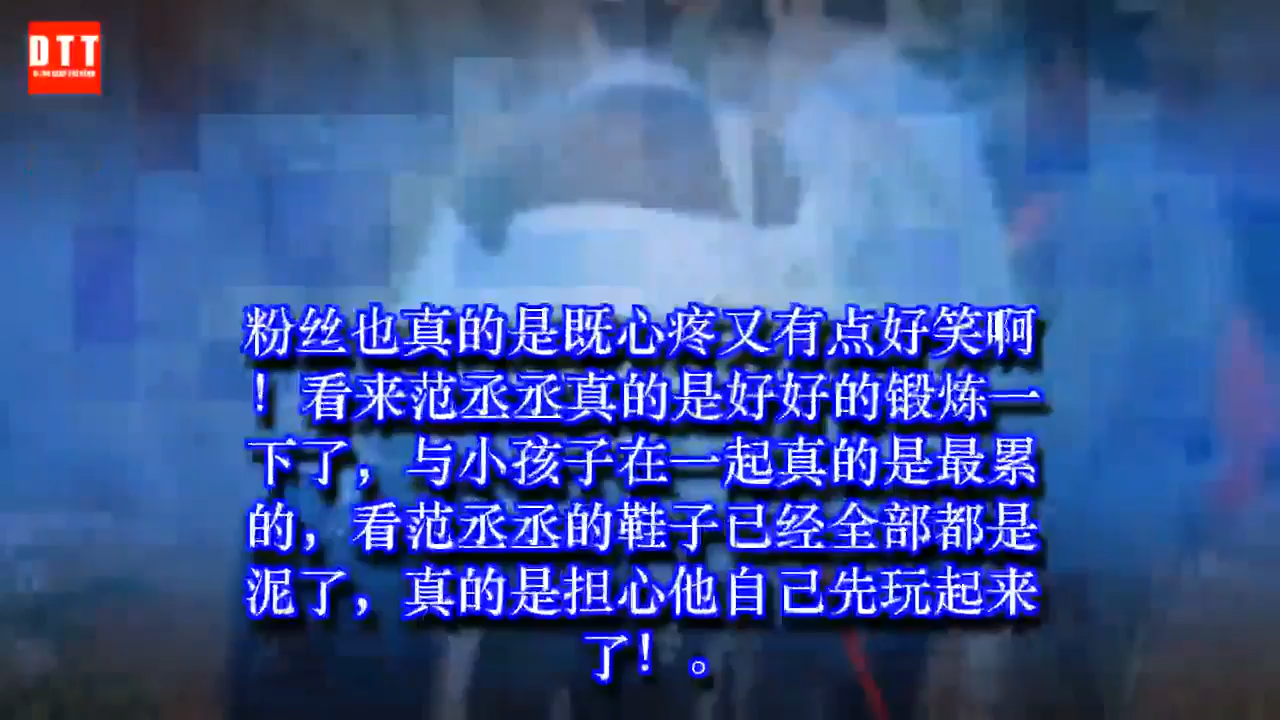 DTT
粉丝也真的是既心疼又有点好笑啊
！看来范丞丞真的是好好的锻炼一
下了，与小孩子在一起真的是最累
的，看范丞丞的鞋子已经全部都是
泥了，真的是担心他自己先玩起来
了！。